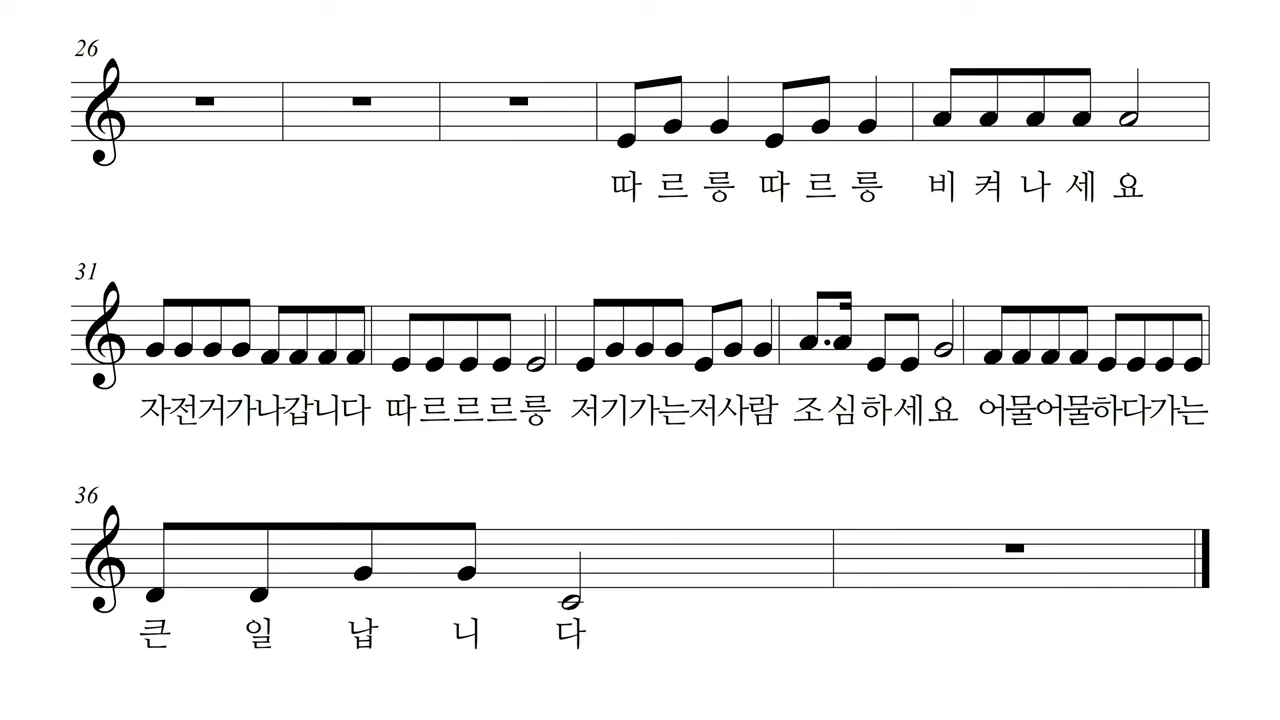 26
따 르 릉 따 르 릉 비 켜 나 세 요
31
자전거가나갑니다 따르르르릉 저기가는저사람 조심하세요 어물어물하다가는
36
큰 일 납 니 다